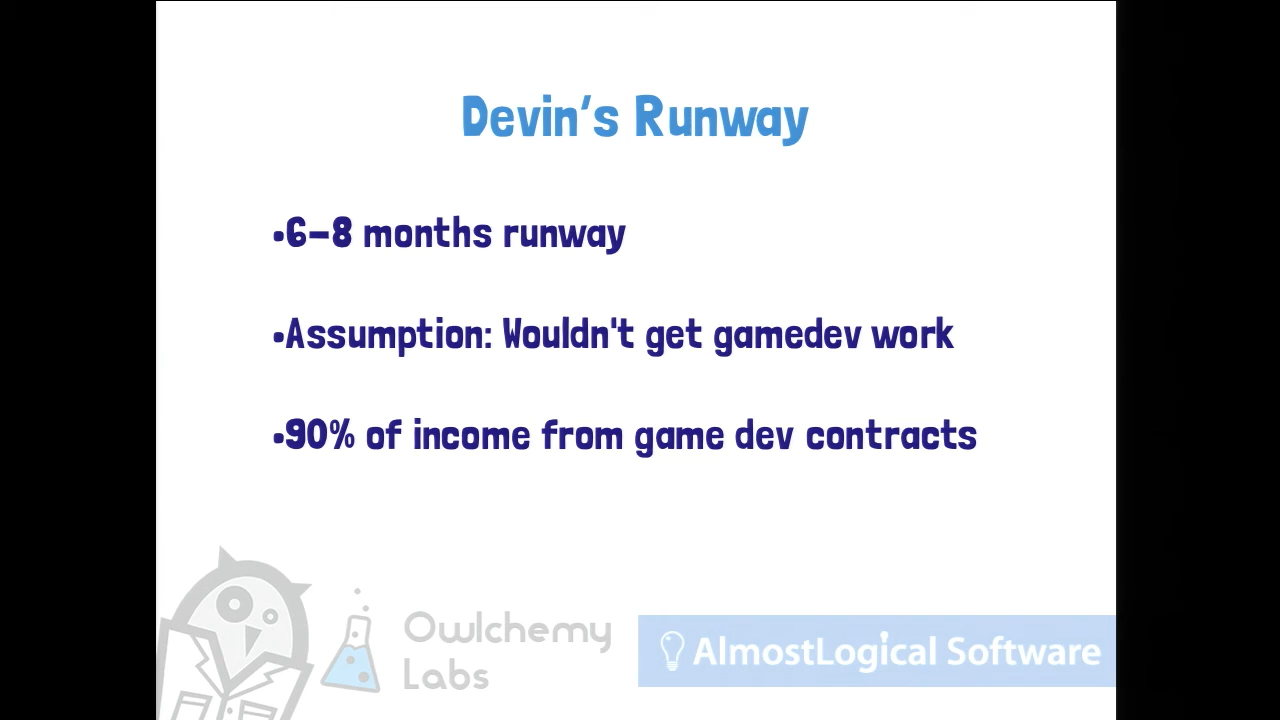 Devin's Runway
•6-8 months runway
•Assumption: Wouldn't get gamedev work
•90% of income from game dev contracts
Owlchemy
Labs
AlmostLogical Software